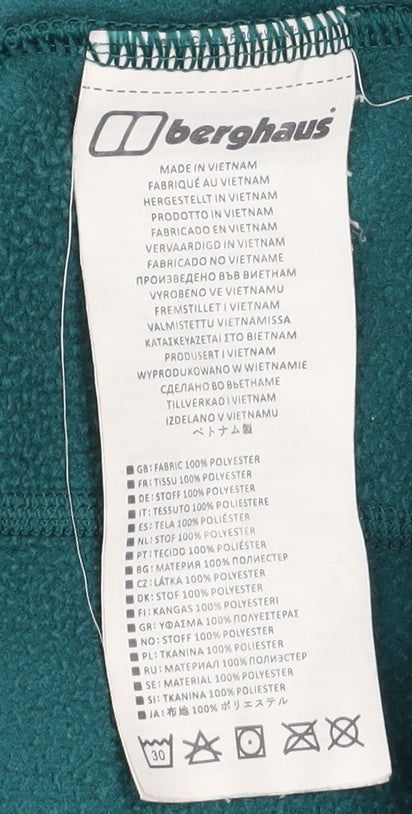 berghaus
MADE IN VIETNAM
FABRIQUÉ AU VIETNAM
HERGESTELLT IN VIETNAM
PRODOTTO IN VIETNAM
FABRICADO EN VIETNAM
VERVAARDIGD IN VIETNAM
FABRICADO NO VIETNAME
ПРОИЗВЕДЕНО ВЪВ ВИЕТНАМ
VYROBENO VE VIETNAMU
FREMSTILLET I VIETNAM
VALMISTETTU VIETNAMISSA
ΚΑΤΑΣΚΕΥΑΖΕΤΑΙ ΣΤΟ ΒΙΕΤΝΑΜ
PRODUSERT I VIETNAM
WYPRODUKOWANO W WIETNAMIE
СДЕЛАНО ВО ВЬЕТНАМЕ
TILLVERKAD I VIETNAM
IZDELANO V VIETNAMU
ベトナム製
GB: FABRIC 100% POLYESTER
FR: TISSU 100% POLYESTER
DE: STOFF 100% POLYESTER
IT: TESSUTO 100% POLIESTERE
ES: TELA 100% POLIÉSTER
NL: STOF 100% POLYESTER
PT: TECIDO 100% POLIÉSTER
BG: МАТЕРИЯ 100% ПОЛИЕСТЕР
CZ: LÁTKA 100% POLYESTER
DK: STOF 100% POLYESTER
FI: KANGAS 100% POLYESTERI
GR: ΥΦΑΣΜΑ 100% ΠΟΛΥΕΣΤΕΡΑΣ
NO: STOFF 100% POLYESTER
PL: TKANINA 100% POLIESTER
RU: МАТЕРИАЛ 100% ПОЛИЭСТЕР
SE: MATERIAL 100% POLYESTER
SI: TKANINA 100% POLIESTER
JA: 布地 100% ポリエステル
30